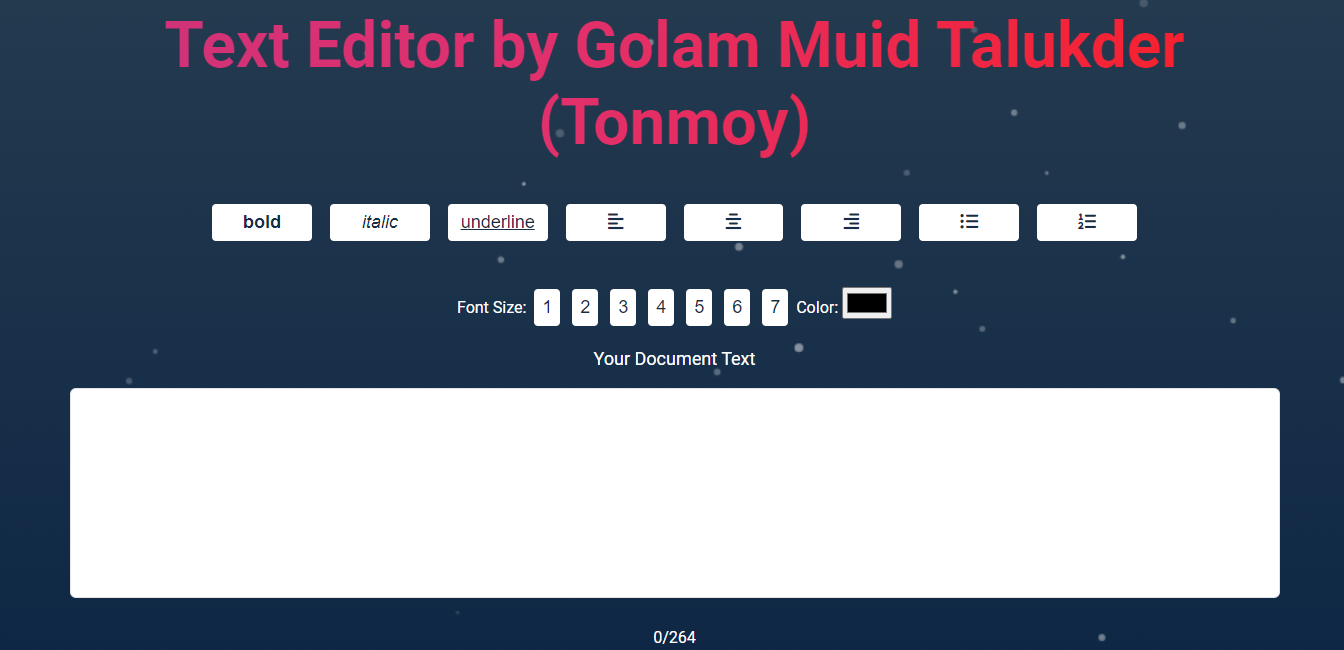 Text Editor by Golam Muid Talukder
(Tonmoy)
bold italic underline
Font Size: 1 2 3 4 5 6 7 Color:
Your Document Text
0/264